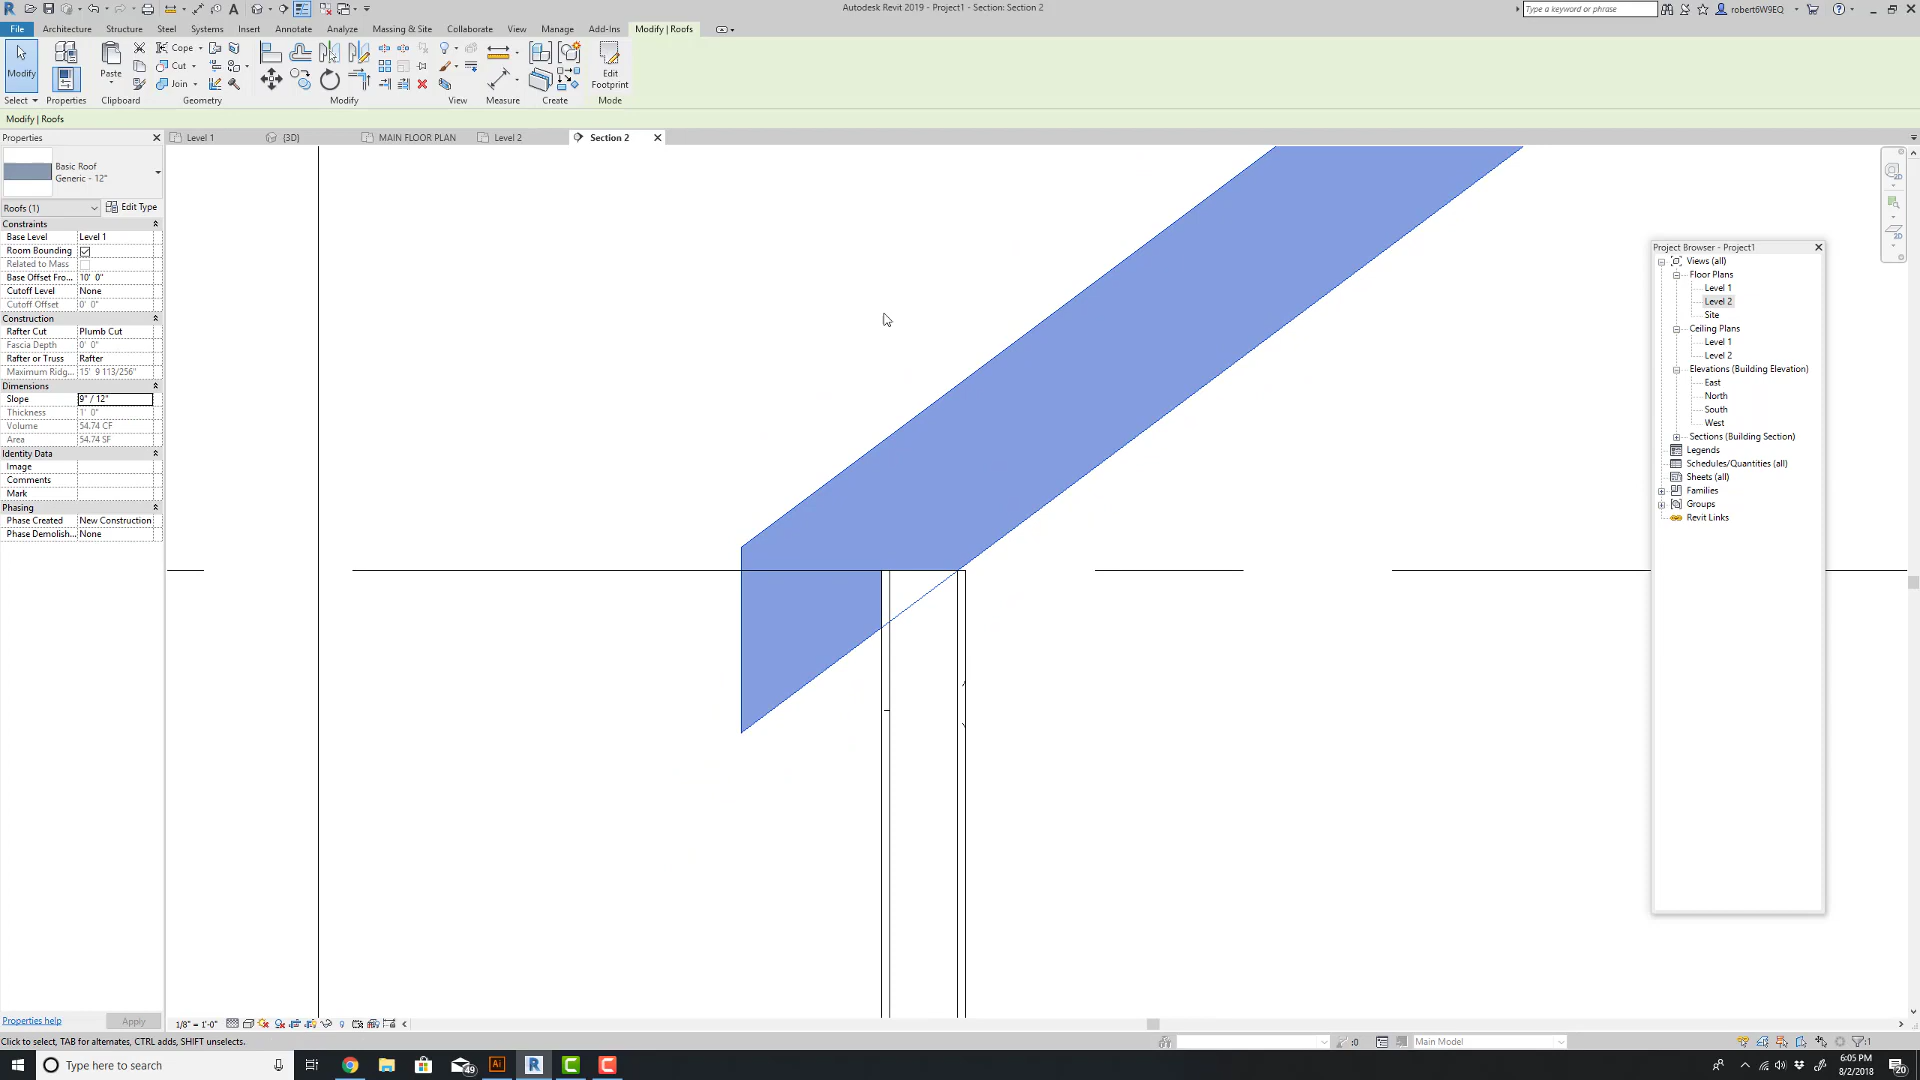 Autodesk Revit 2019 - Project1 - Section: Section 2
Type a keyword or phrase
robert6W9EQ
File Architecture Structure Steel Systems Insert Annotate Analyze Massing & Site Collaborate View Manage Add-Ins Modify | Roofs
Modify
Paste
Cope
Cut
Join
Edit
Footprint
Select Properties Clipboard Geometry Modify View Measure Create Mode
Modify | Roofs
Properties
Level 1 {3D} MAIN FLOOR PLAN Level 2 Section 2
Basic Roof
Generic - 12"
Roofs (1) Edit Type
Constraints
Base Level Level 1
Room Bounding
Related to Mass
Base Offset Fro... 10' 0"
Cutoff Level None
Cutoff Offset 0' 0"
Construction
Rafter Cut Plumb Cut
Fascia Depth 0' 0"
Rafter or Truss Rafter
Maximum Ridg... 15' 9 113/256"
Dimensions
Slope 9" / 12"
Thickness 1' 0"
Volume 54.74 CF
Area 54.74 SF
Identity Data
Image
Comments
Mark
Phasing
Phase Created New Construction
Phase Demolish... None
Properties help Apply
Project Browser - Project1
Views (all)
Floor Plans
Level 1
Level 2
Site
Ceiling Plans
Level 1
Level 2
Elevations (Building Elevation)
East
North
South
West
Sections (Building Section)
Legends
Schedules/Quantities (all)
Sheets (all)
Families
Groups
Revit Links
1/8" = 1'-0"
Click to select, TAB for alternates, CTRL adds, SHIFT unselects.
:0
Main Model
:1
Type here to search
49
6:05 PM
8/2/2018
20